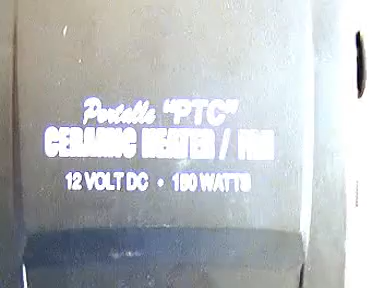 Portable "PTC"
CERAMIC HEATER / FAN
12 VOLT DC • 150 WATTS